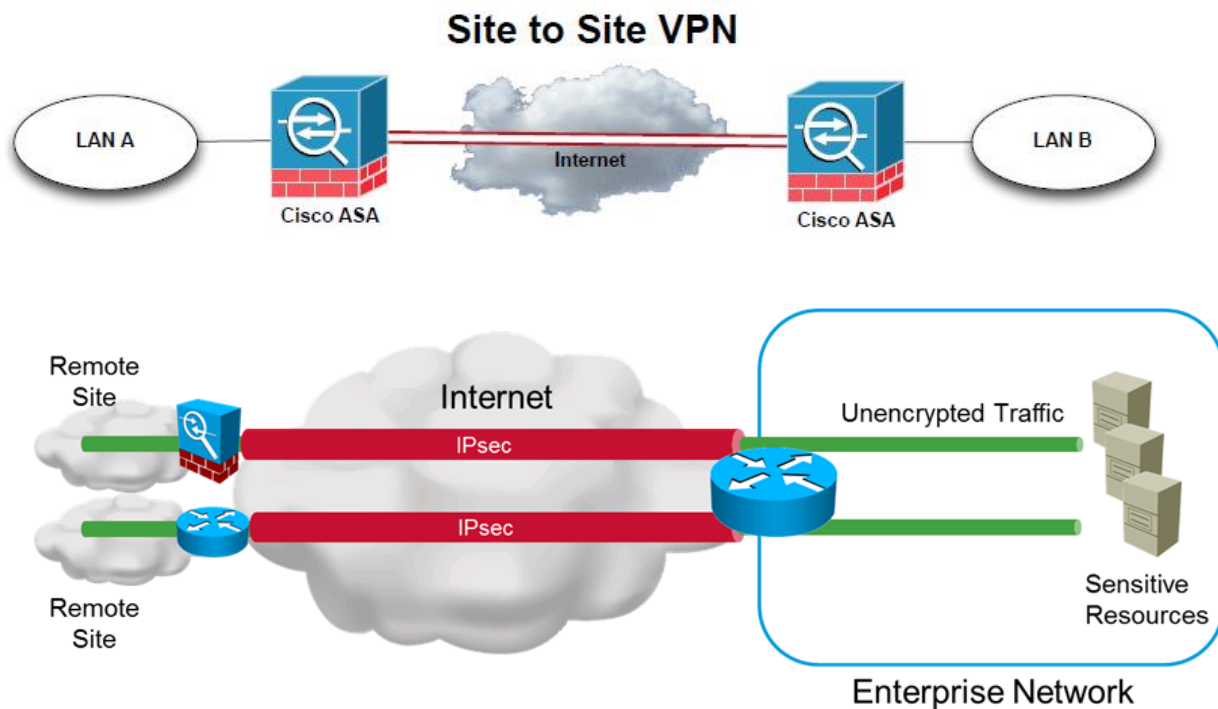 Site to Site VPN
LAN A
Internet
LAN B
Cisco ASA
Cisco ASA
Remote
Site
Internet
Unencrypted Traffic
IPsec
IPsec
Remote
Site
Sensitive
Resources
Enterprise Network